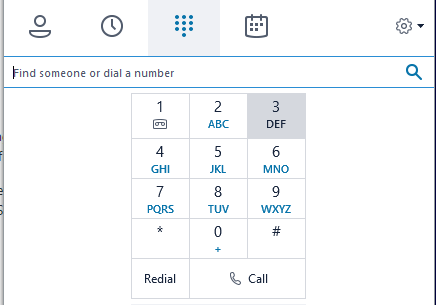 Find someone or dial a number
1 2 3
ABC DEF
4 5 6
GHI JKL MNO
7 8 9
PQRS TUV WXYZ
* 0 #
+
Redial Call